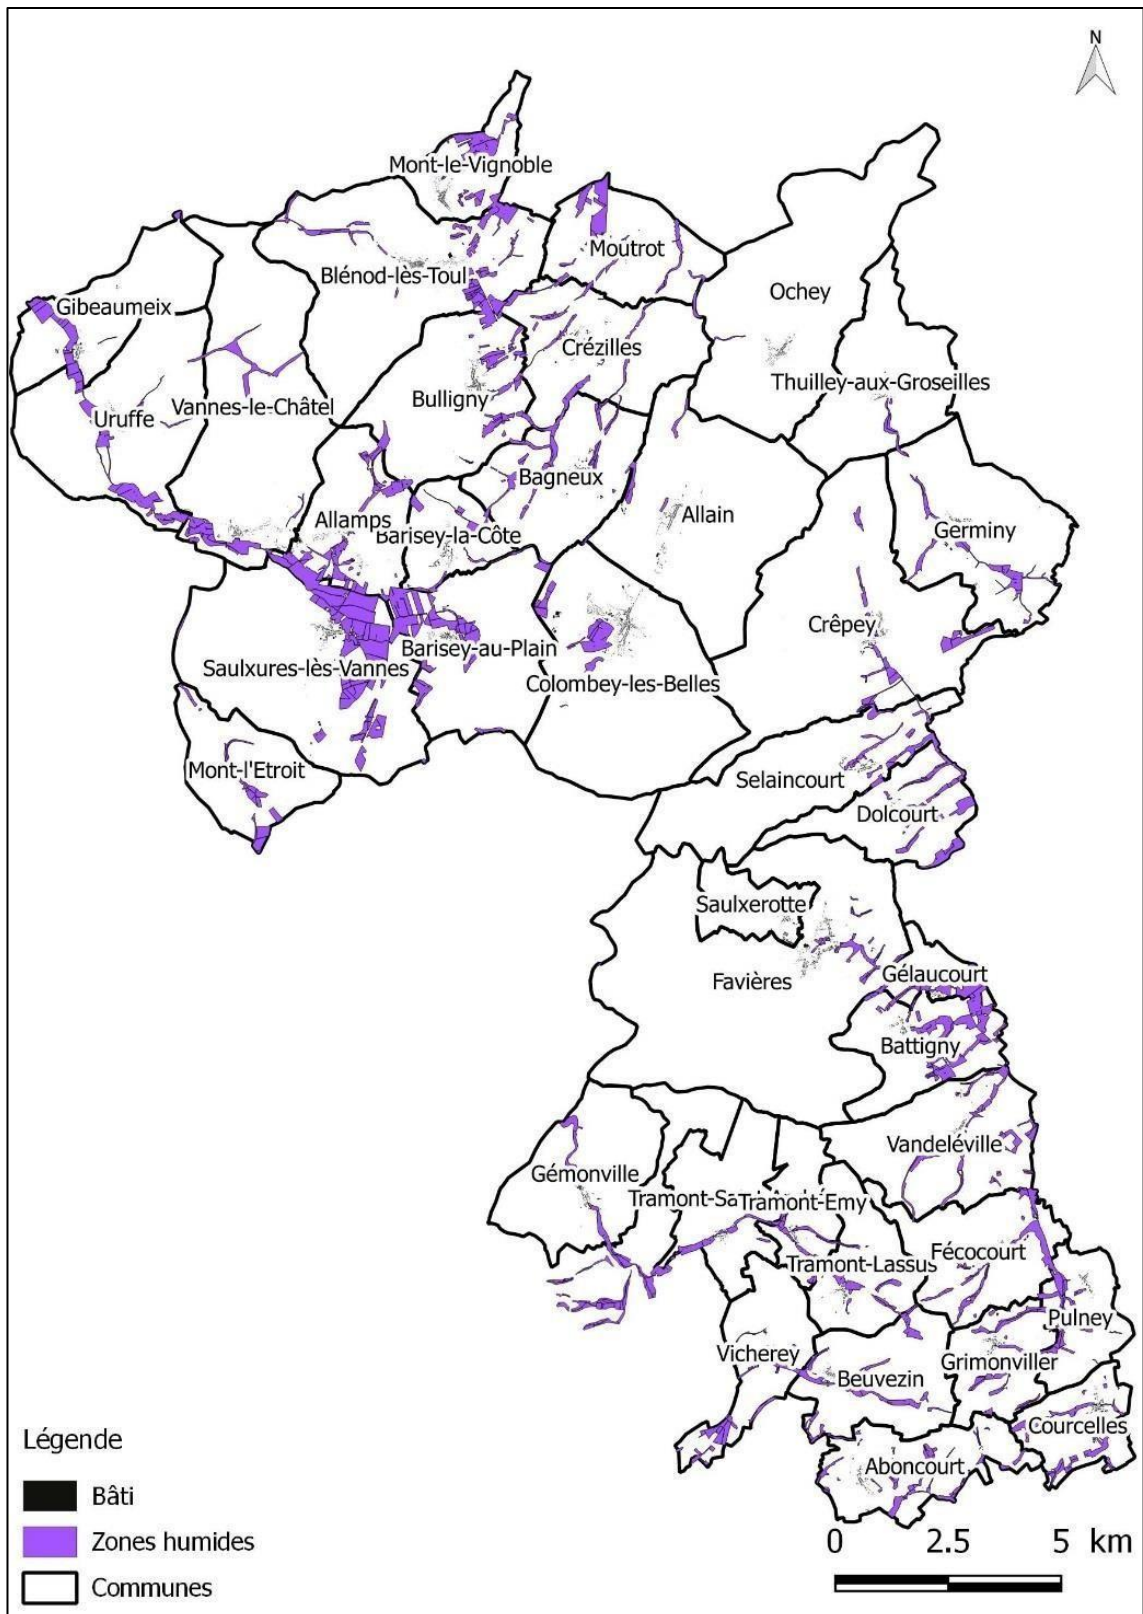 N
Mont-le-Vignoble
Moutrot
Blénod-lès-Toul
Ochey
Gibeaumeix
Crézilles
Thuilley-aux-Groseilles
Bulligny
Vannes-le-Châtel
Uruffe
Bagneux
Allain
Allamps
Barisey-la-Côte
Germiny
Crêpey
Barisey-au-Plain
Saulxures-lès-Vannes
Colombey-les-Belles
Mont-l'Etroit
Selaincourt
Dolcourt
Saulxerotte
Favières
Gélaucourt
Battigny
Vandeléville
Gémonville
Tramont-Sa
Tramont-Emy
Fécocourt
Tramont-Lassus
Pulney
Vicherey
Grimonviller
Beuvezin
Courcelles
Aboncourt
Légende
Bâti
Zones humides
Communes
0 2.5 5 km